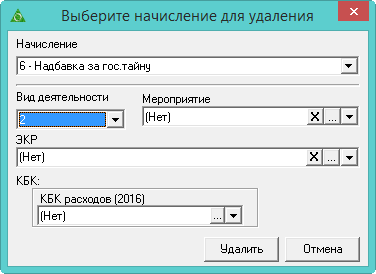 Выберите начисление для удаления
Начисление
6 - Надбавка за гос.тайну
Вид деятельности
Мероприятие
2
(Нет)
ЭКР
(Нет)
КБК:
КБК расходов (2016)
(Нет)
Удалить
Отмена